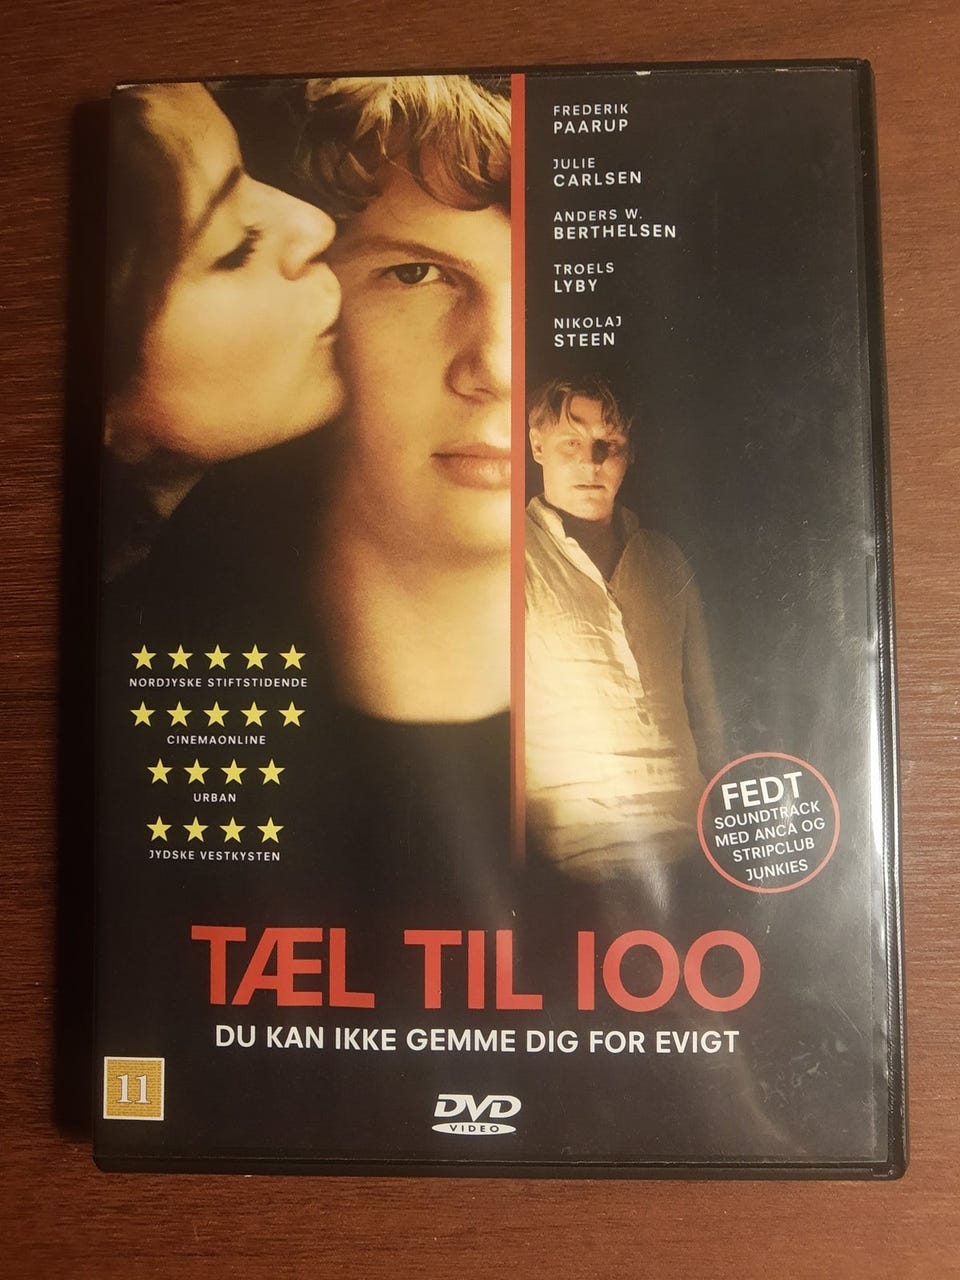 FREDERIK
PAARUP
JULIE
CARLSEN
ANDERS W.
BERTHELSEN
TROELS
LYBY
NIKOLAJ
STEEN
NORDJYSKE STIFTSTIDENDE
CINEMAONLINE
URBAN
JYDSKE VESTKYSTEN
FEDT
SOUNDTRACK
MED ANCA OG
STRIPCLUB
JUNKIES
TÆL TIL 100
DU KAN IKKE GEMME DIG FOR EVIGT
11
DVD
VIDEO